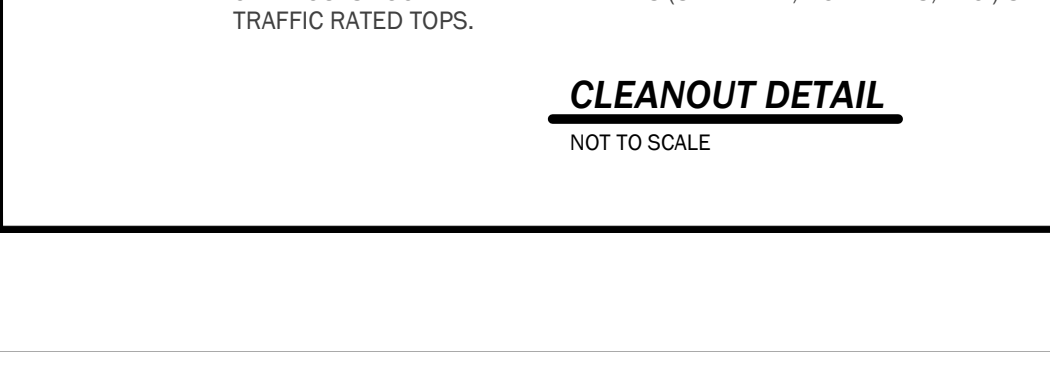 TRAFFIC RATED TOPS.
CLEANOUT DETAIL
NOT TO SCALE